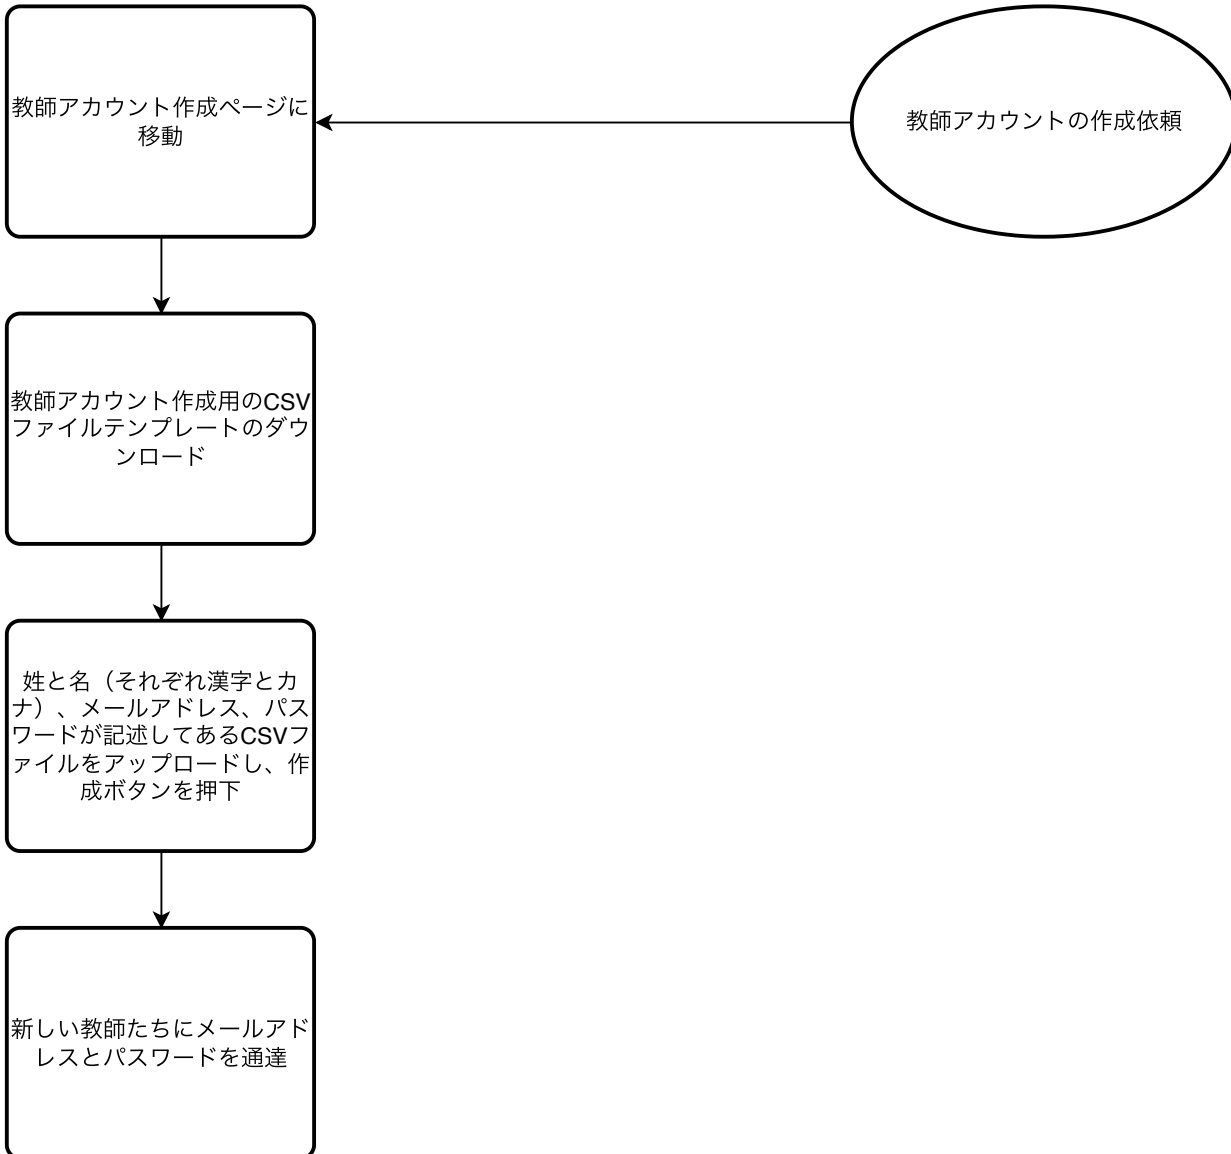 教師アカウント作成ページに
移動
教師アカウントの作成依頼
教師アカウント作成用のCSV
ファイルテンプレートのダウ
ンロード
姓と名（それぞれ漢字とカ
ナ）、メールアドレス、パス
ワードが記述してあるCSVフ
ァイルをアップロードし、作
成ボタンを押下
新しい教師たちにメールアド
レスとパスワードを通達